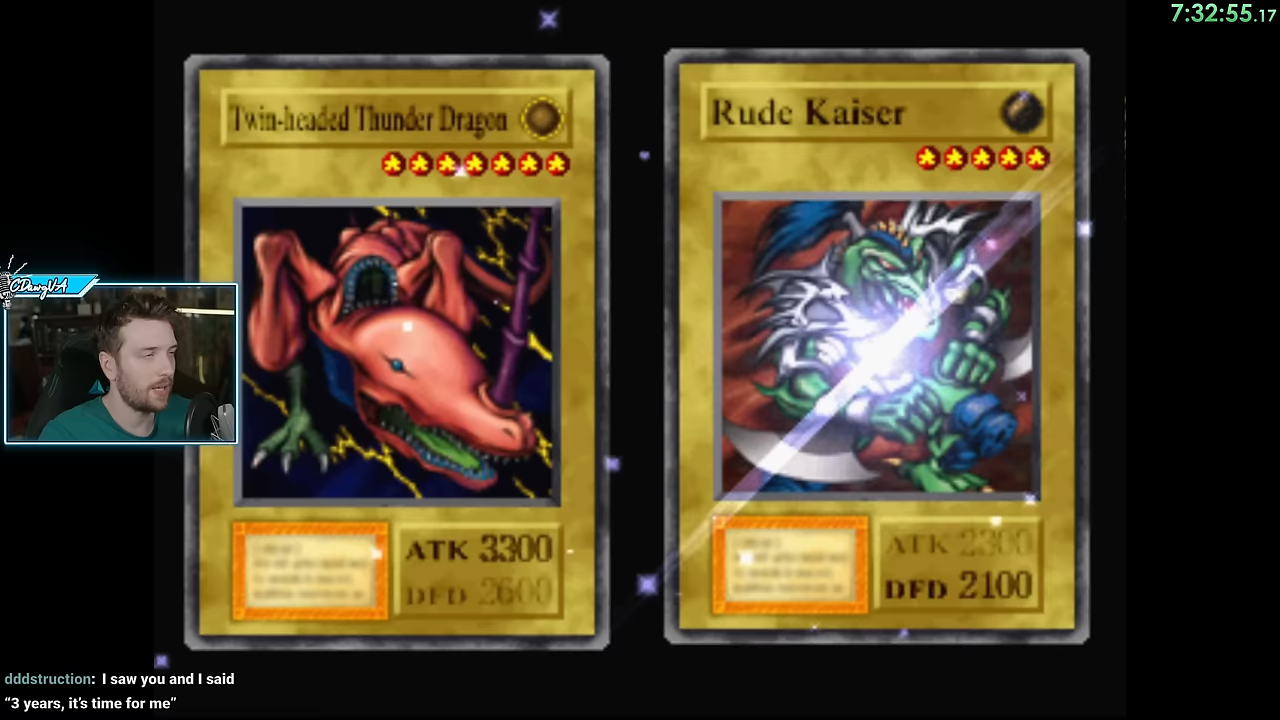 7:32:55.17
Twin-headed Thunder Dragon
Rude Kaiser
CDawgVA
ATK 3300
DFD 2600
ATK 2300
DFD 2100
dddstruction: I saw you and I said
“3 years, it’s time for me”